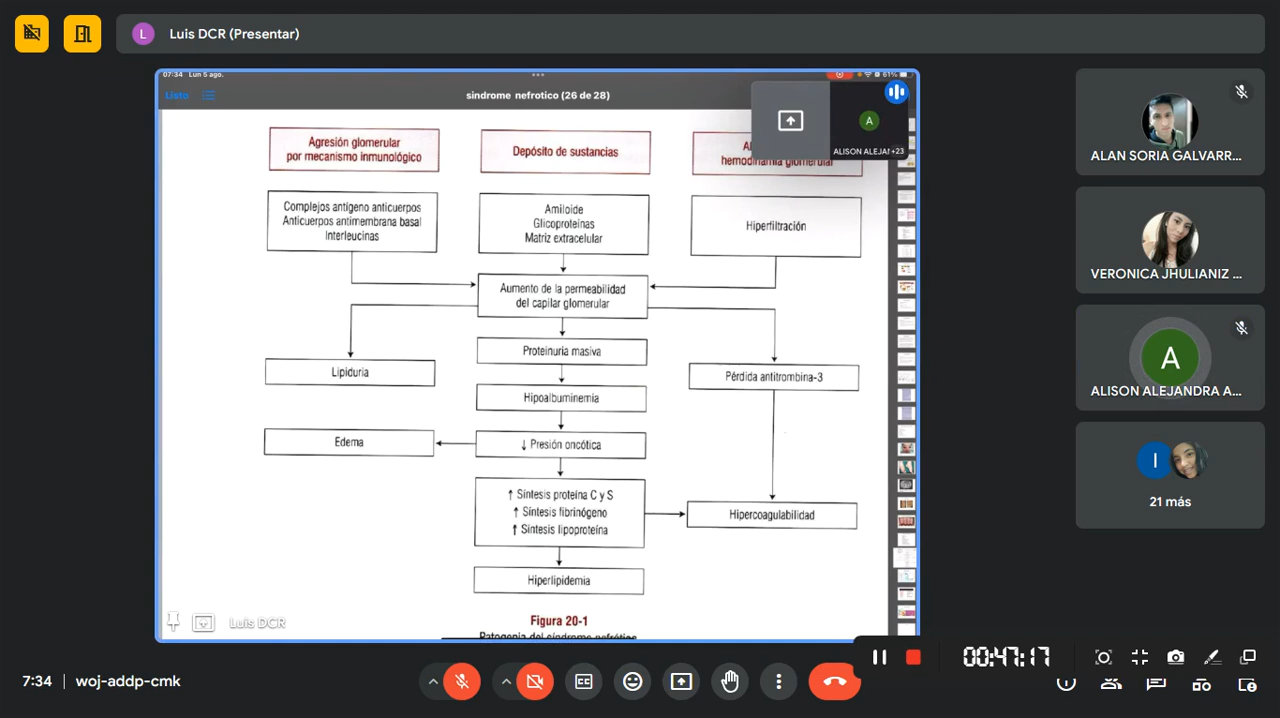 L
Luis DCR (Presentar)
07:34 Lun 5 ago.
61%
Listo
sindrome nefrotico (26 de 28)
A
ALISON ALEJA! +23
Agresión glomerular
por mecanismo inmunológico
Depósito de sustancias
hemodinamia glomerular
Complejos antígeno anticuerpos
Anticuerpos antimembrana basal
Interleucinas
Amiloide
Glicoproteínas
Matriz extracelular
Hiperfiltración
Aumento de la permeabilidad
del capilar glomerular
Proteinuria masiva
Lipiduria
Pérdida antitrombina-3
Hipoalbuminemia
Edema
↓ Presión oncótica
↑ Síntesis proteína C y S
↑ Síntesis fibrinógeno
↑ Síntesis lipoproteína
Hipercoagulabilidad
Hiperlipidemia
Figura 20-1
Patogenia del síndrome nefrótico
Luis DCR
ALAN SORIA GALVARR...
VERONICA JHULIANIZ ...
A
ALISON ALEJANDRA A...
I
21 más
7:34 | woj-addp-cmk
00:47:17